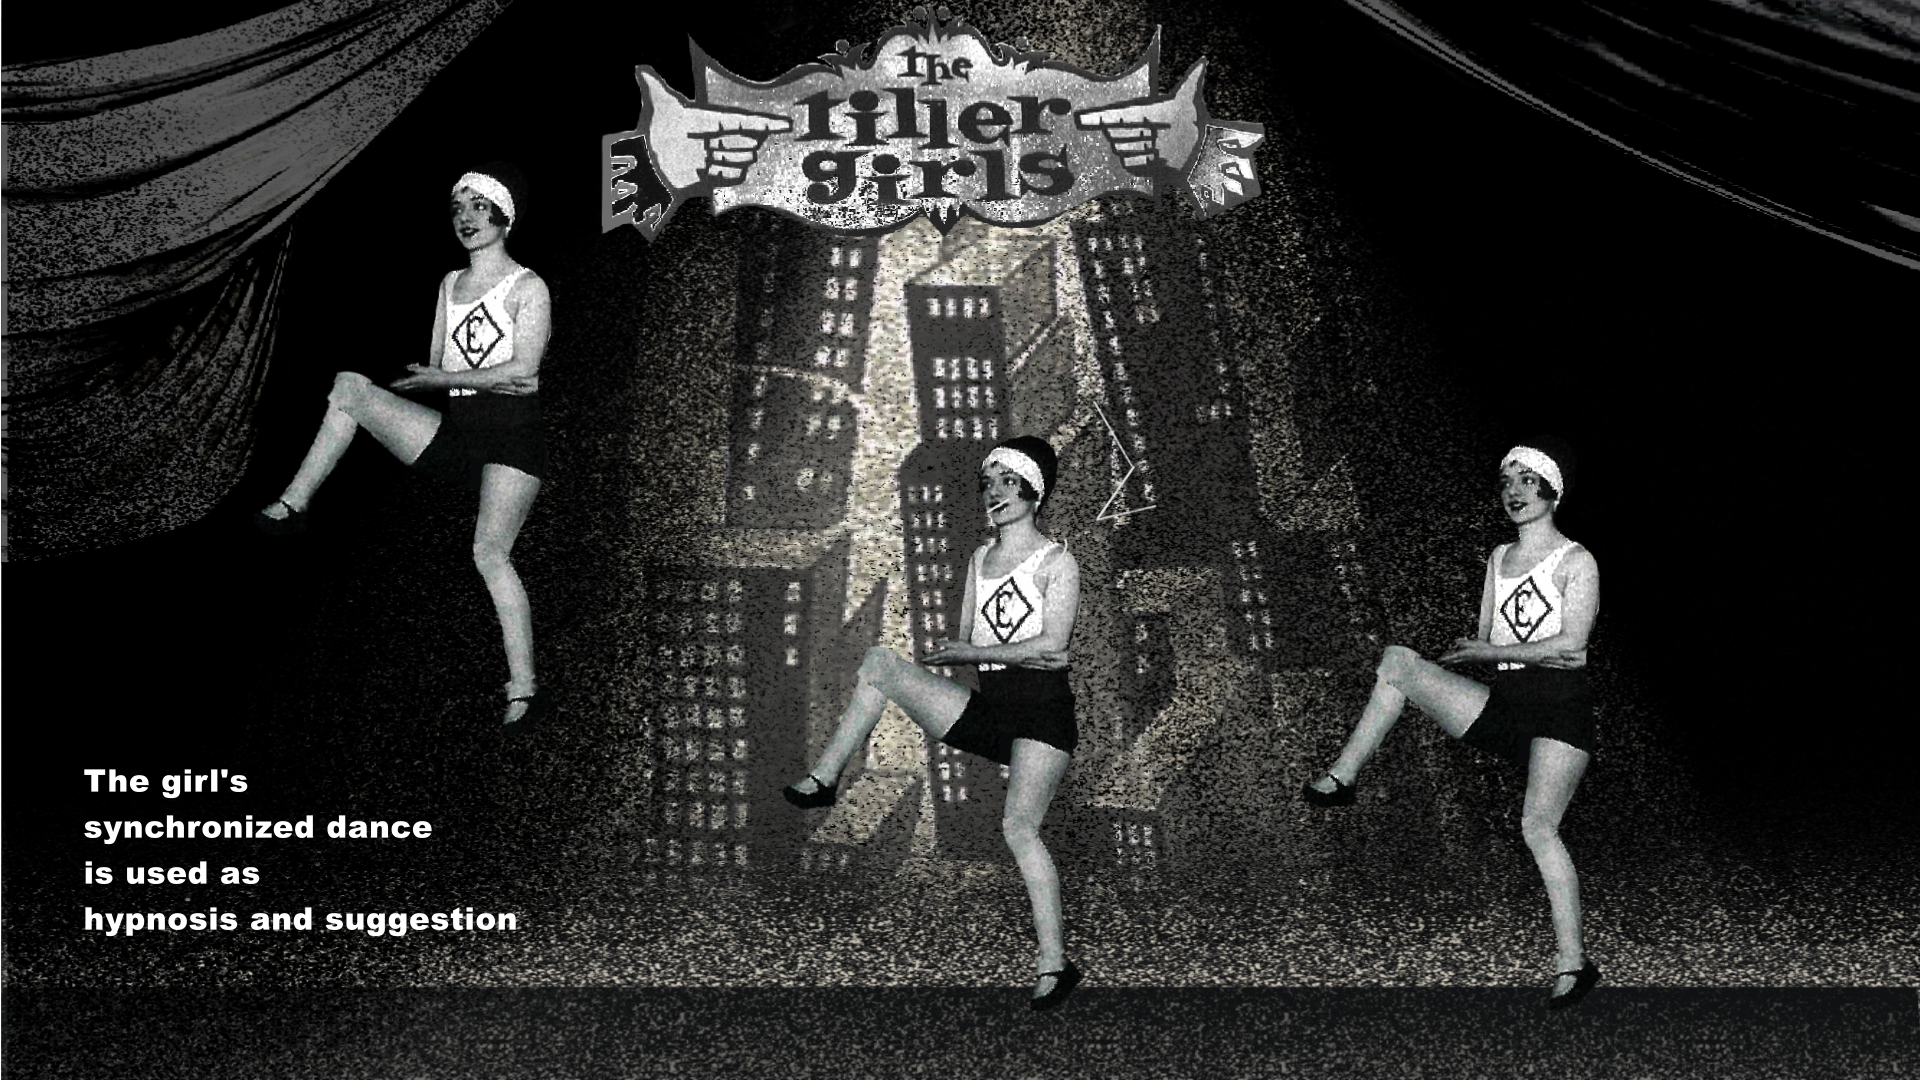 the
tiller
girls
The girl's
synchronized dance
is used as
hypnosis and suggestion